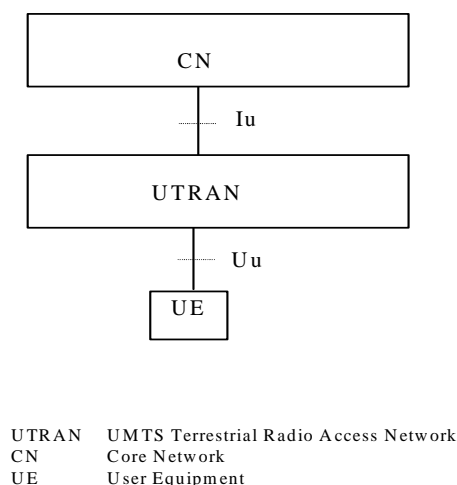 CN
Iu
UTRAN
Uu
UE
UTRAN UMTS Terrestrial Radio Access Network
CN Core Network
UE User Equipment